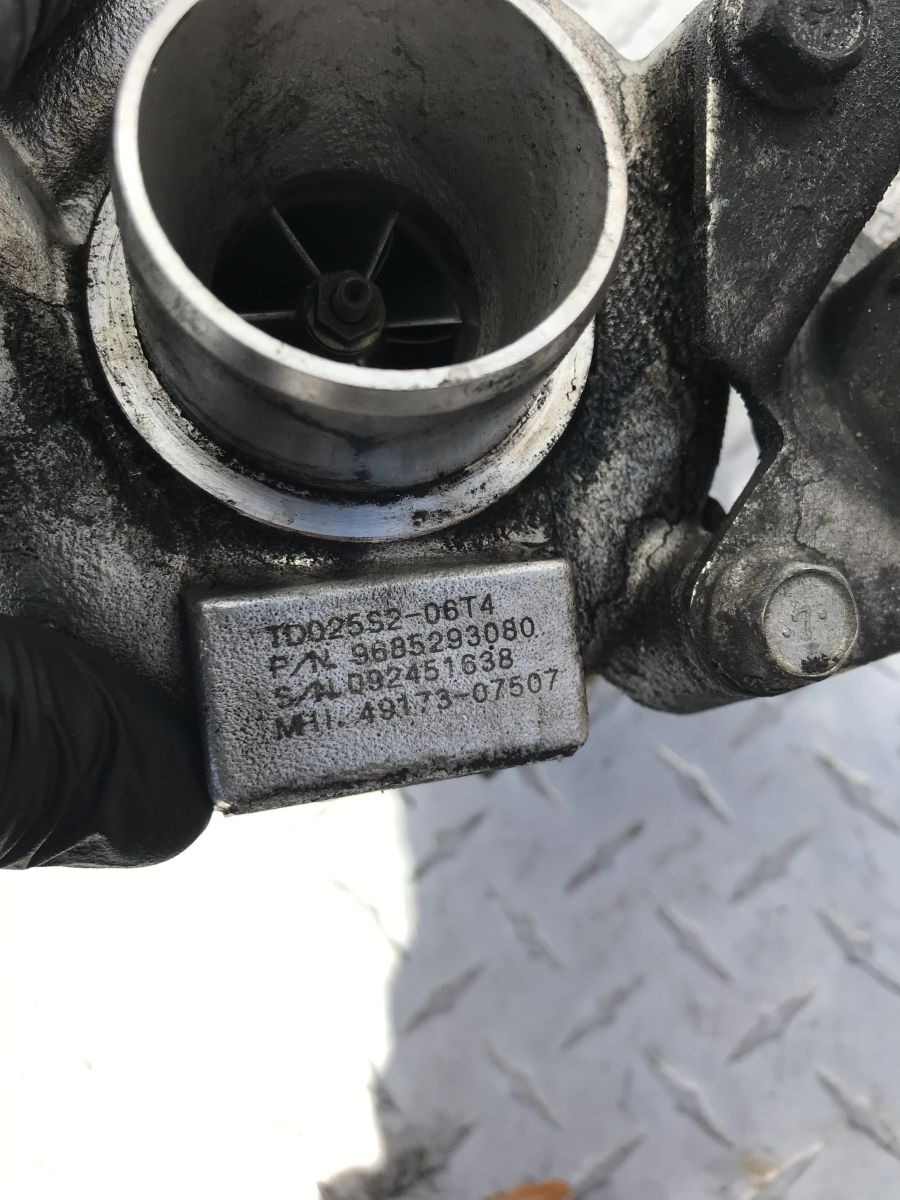 TD025S2-06T4
P/N. 9685293080
S/N.D92451638
MHI. 49173-07507